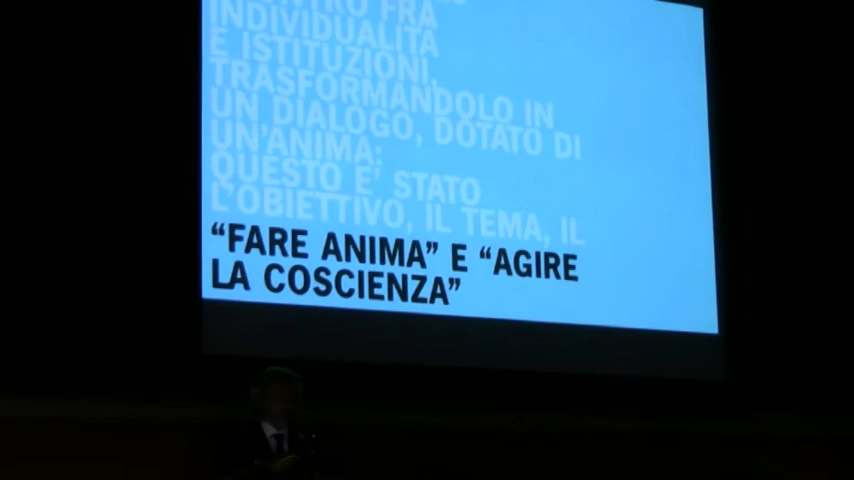 INDIVIDUALITÀ
E ISTITUZIONI,
TRASFORMANDOLO IN
UN DIALOGO, DOTATO DI
UN'ANIMA:
QUESTO E' STATO
L'OBIETTIVO, IL TEMA, IL
“FARE ANIMA” E “AGIRE
LA COSCIENZA”